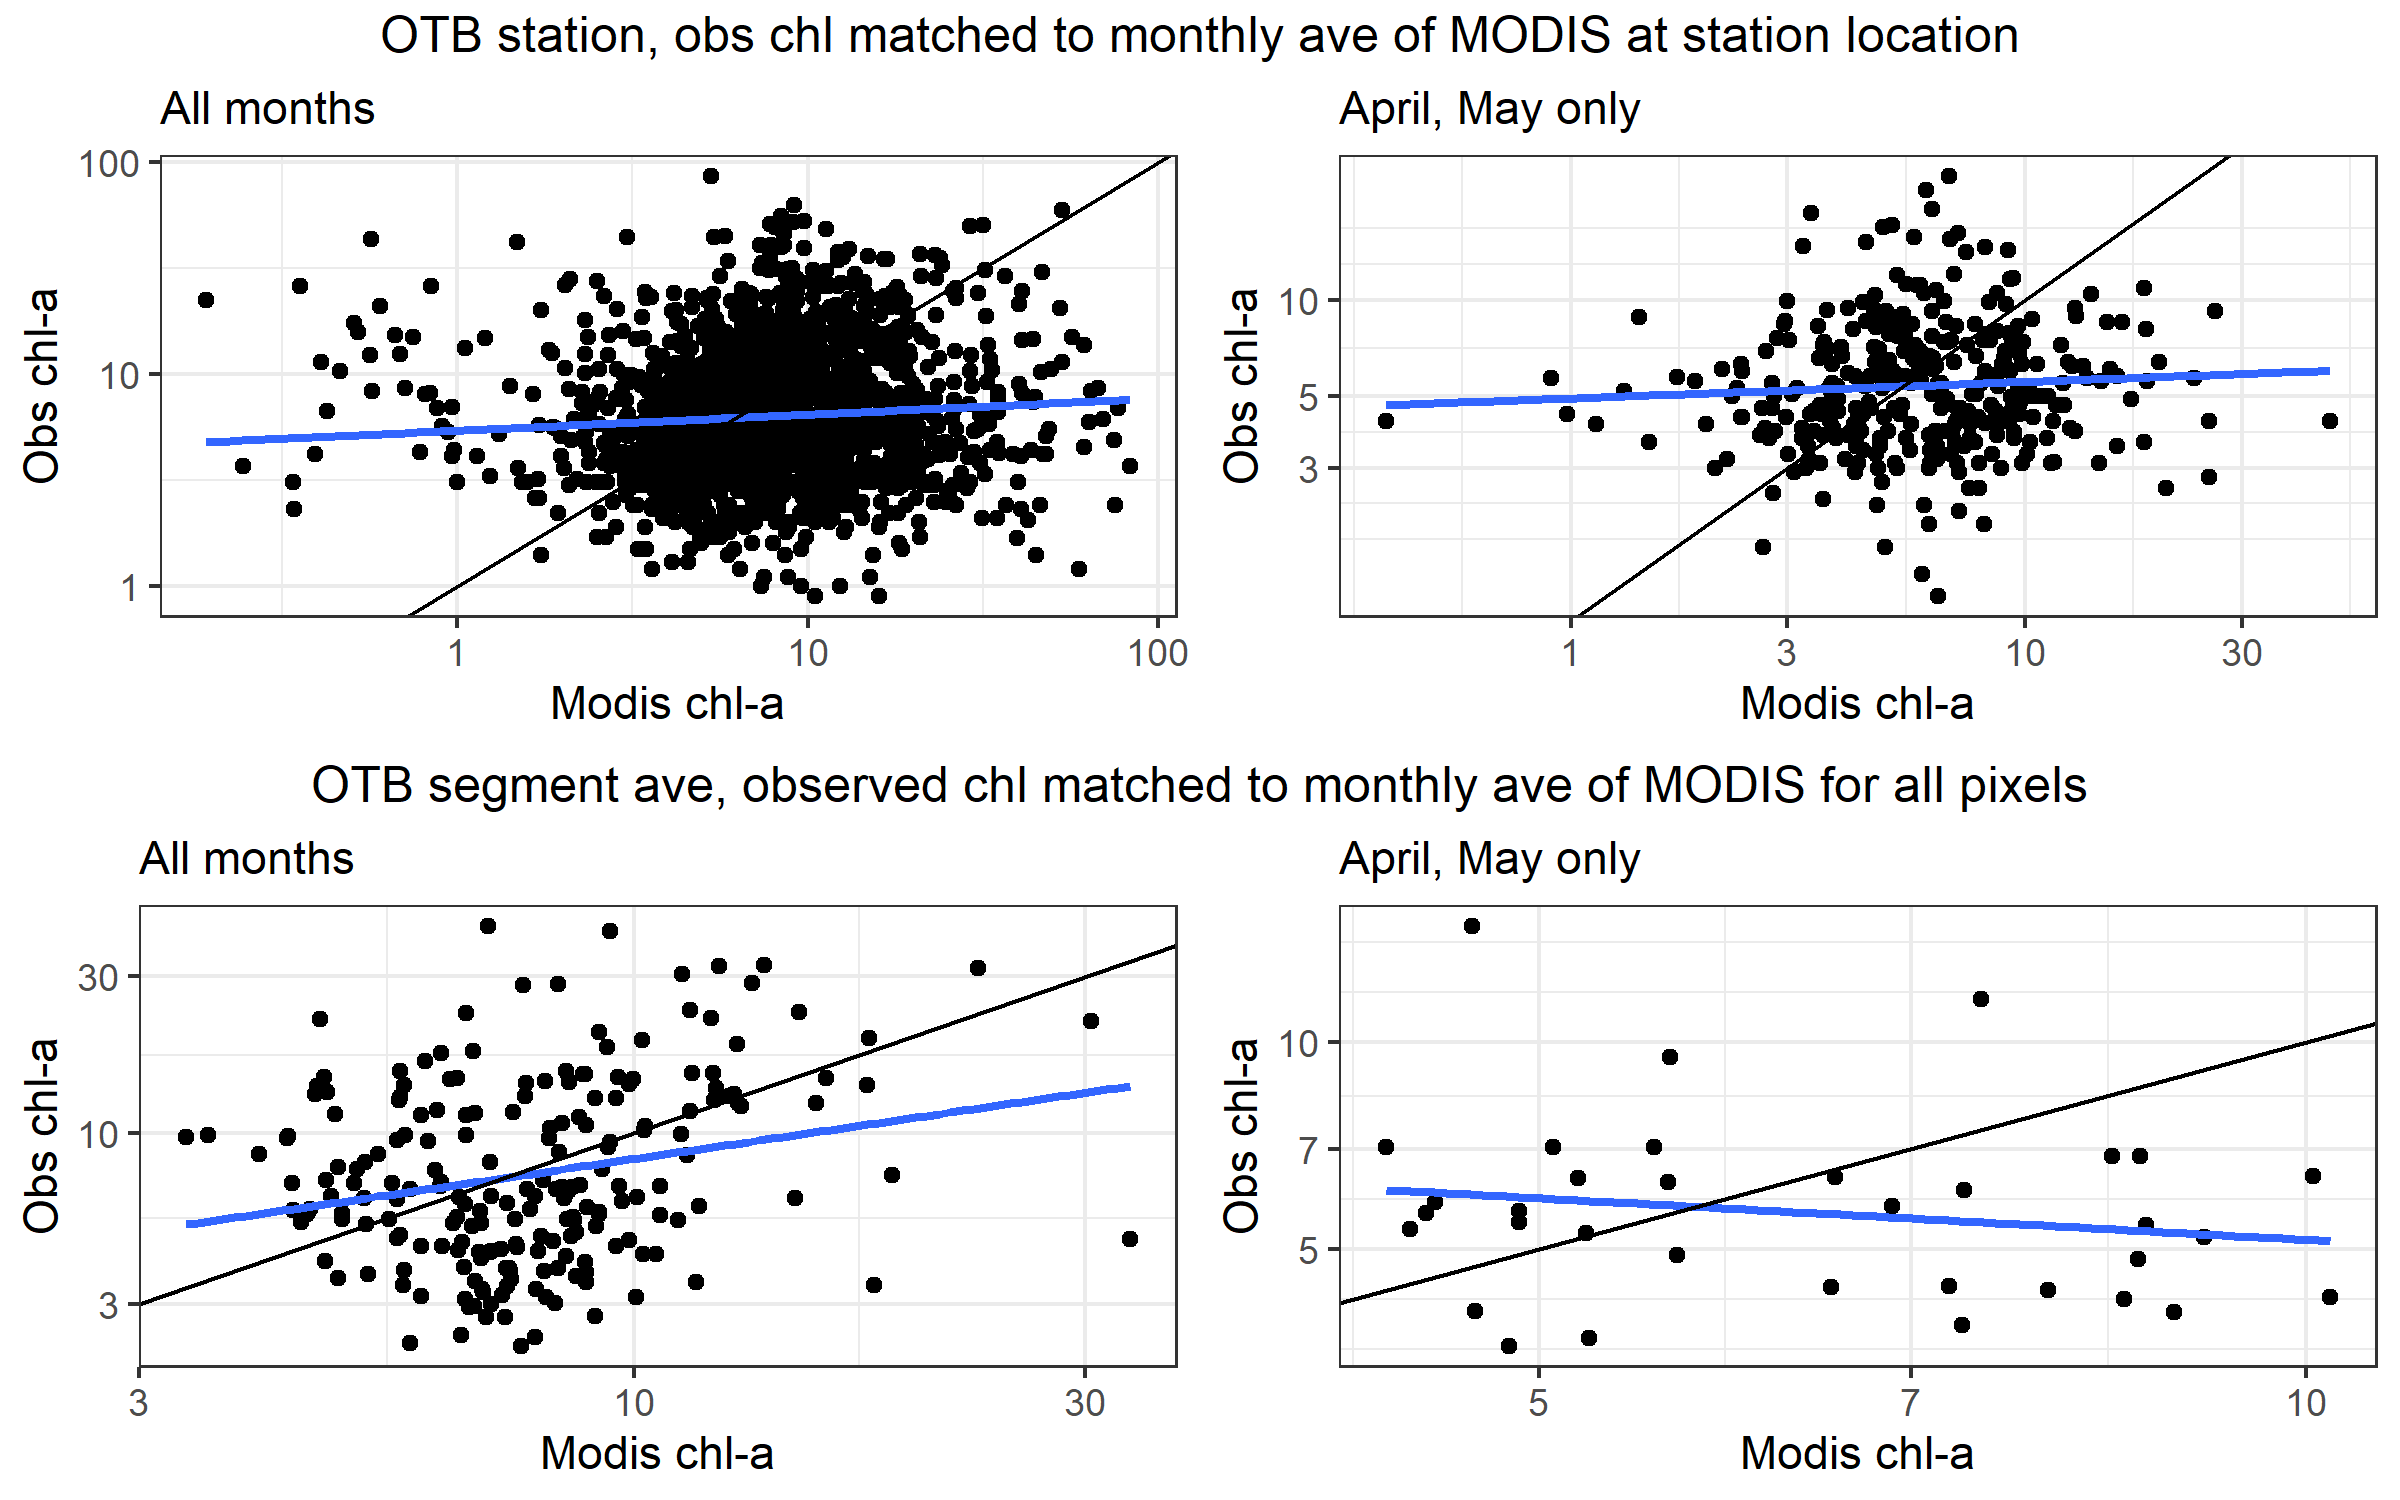 OTB station, obs chl matched to monthly ave of MODIS at station location
All months
April, May only
Obs chl-a
100
10
1
1
10
100
Modis chl-a
Obs chl-a
10
5
3
1
3
10
30
Modis chl-a
OTB segment ave, observed chl matched to monthly ave of MODIS for all pixels
All months
April, May only
Obs chl-a
30
10
3
3
10
30
Modis chl-a
Obs chl-a
10
7
5
5
7
10
Modis chl-a